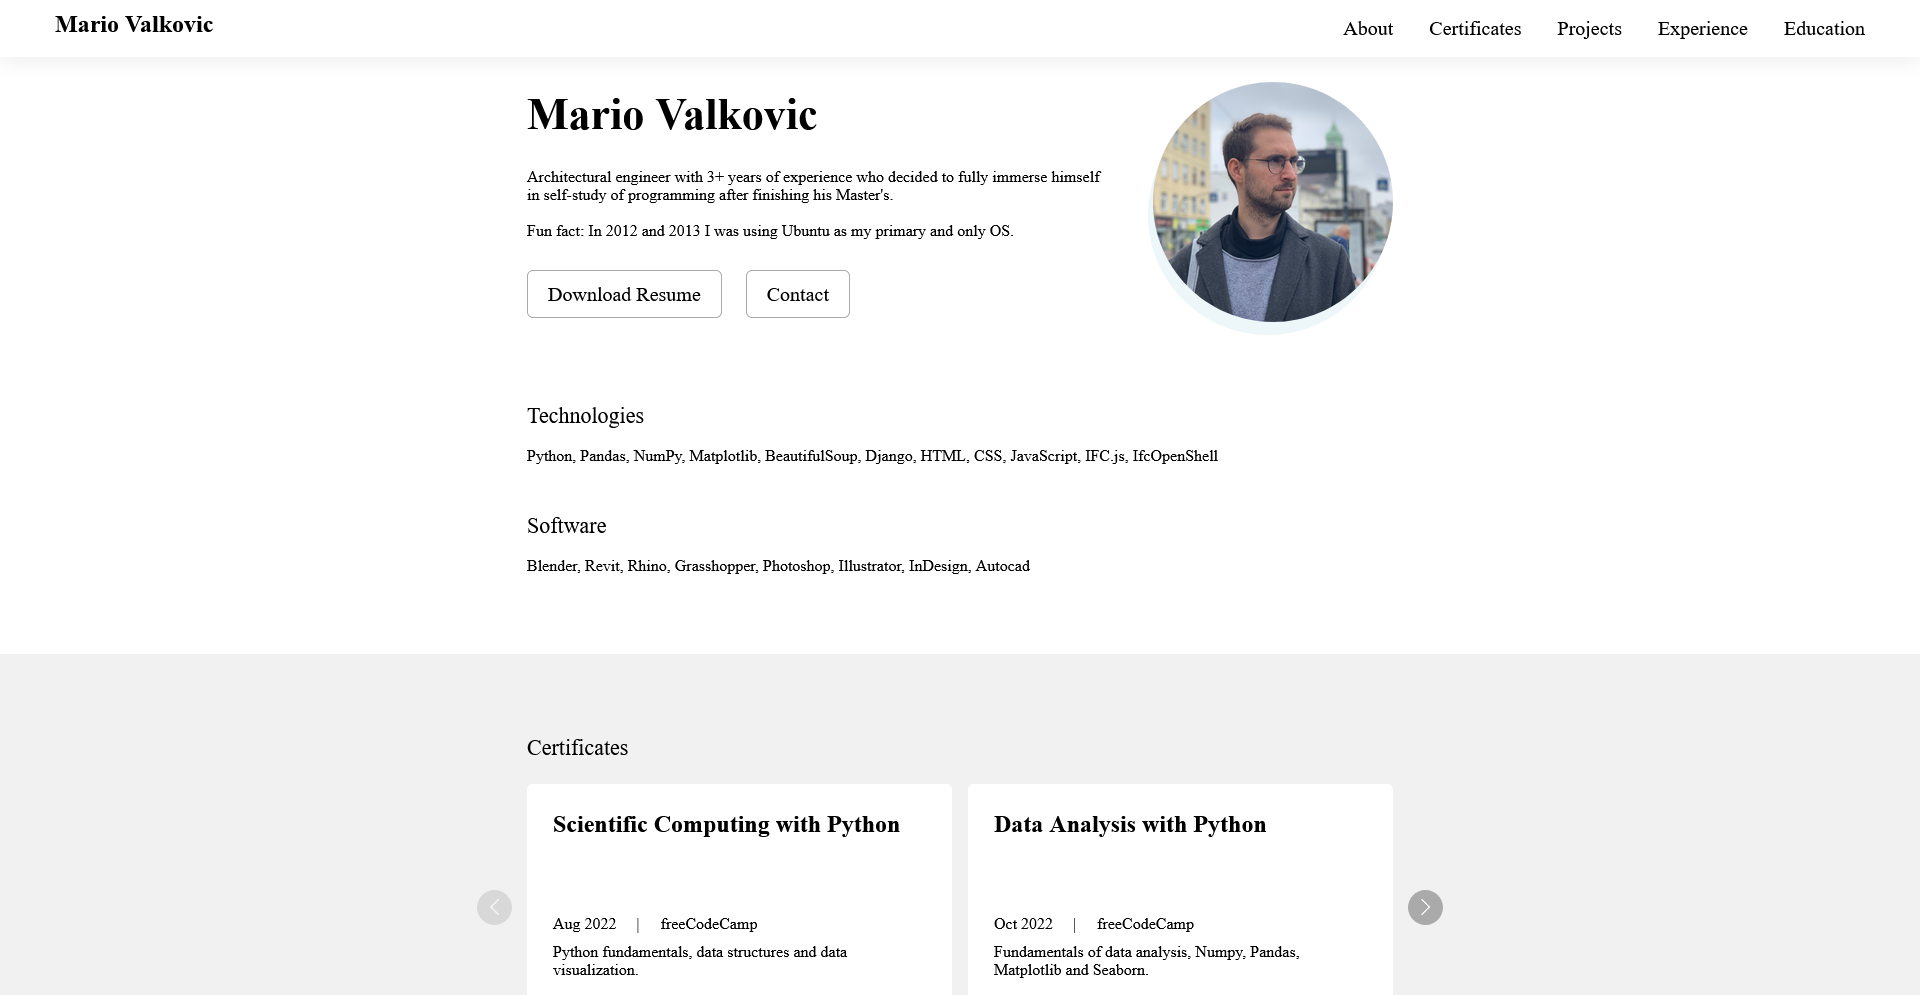 Mario Valkovic
About Certificates Projects Experience Education
Mario Valkovic
Architectural engineer with 3+ years of experience who decided to fully immerse himself
in self-study of programming after finishing his Master's.
Fun fact: In 2012 and 2013 I was using Ubuntu as my primary and only OS.
Download Resume Contact
Technologies
Python, Pandas, NumPy, Matplotlib, BeautifulSoup, Django, HTML, CSS, JavaScript, IFC.js, IfcOpenShell
Software
Blender, Revit, Rhino, Grasshopper, Photoshop, Illustrator, InDesign, Autocad
Certificates
Scientific Computing with Python
Aug 2022 | freeCodeCamp
Python fundamentals, data structures and data
visualization.
Data Analysis with Python
Oct 2022 | freeCodeCamp
Fundamentals of data analysis, Numpy, Pandas,
Matplotlib and Seaborn.